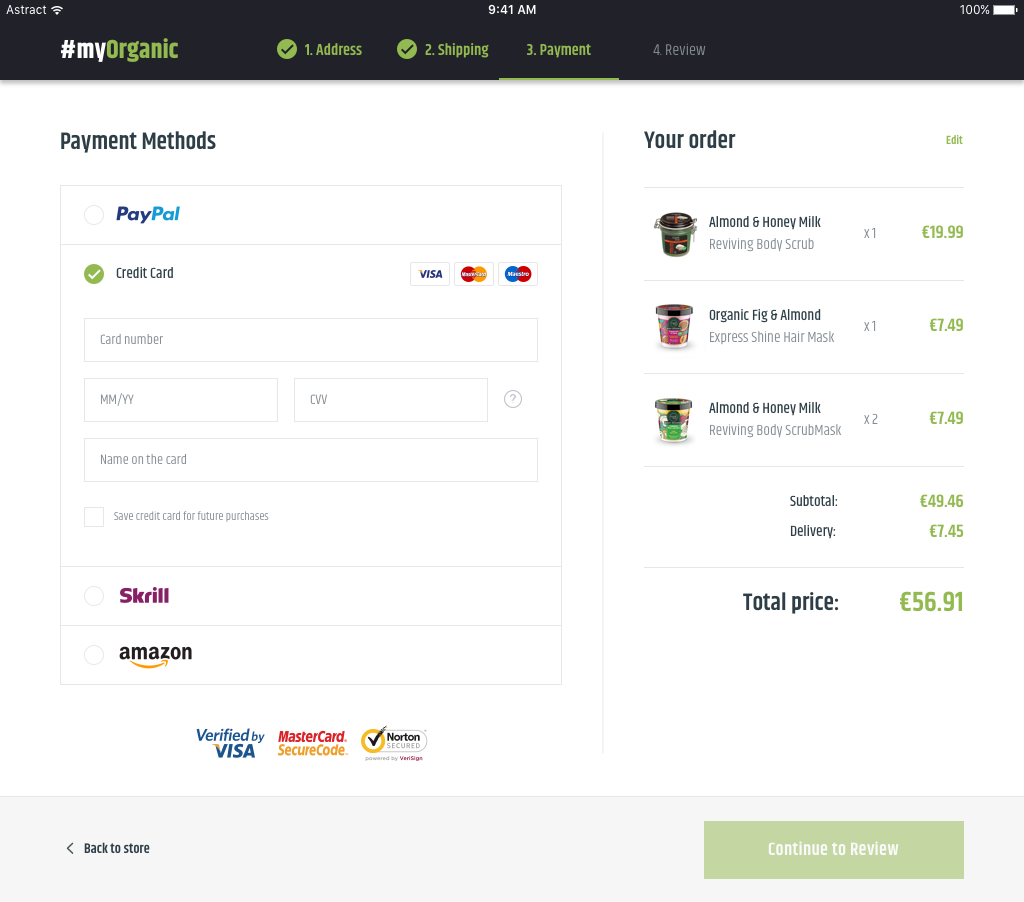 Astract 9:41 AM 100%
#myOrganic 1. Address 2. Shipping 3. Payment 4. Review
Payment Methods
PayPal
Credit Card VISA MasterCard Maestro
Card number
MM/YY CVV ?
Name on the card
Save credit card for future purchases
Skrill
amazon
Verified by VISA
MasterCard. SecureCode.
Norton SECURED
powered by VeriSign
Your order Edit
Almond & Honey Milk
Reviving Body Scrub x 1 €19.99
Organic Fig & Almond
Express Shine Hair Mask x 1 €7.49
Almond & Honey Milk
Reviving Body ScrubMask x 2 €7.49
Subtotal: €49.46
Delivery: €7.45
Total price: €56.91
Back to store Continue to Review